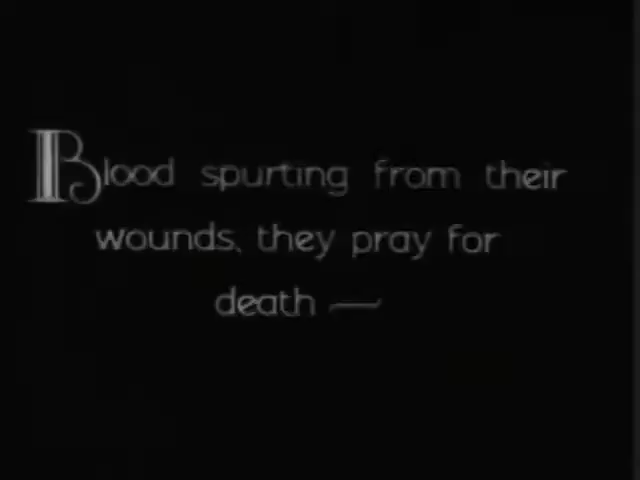 Blood spurting from their
wounds, they pray for
death —